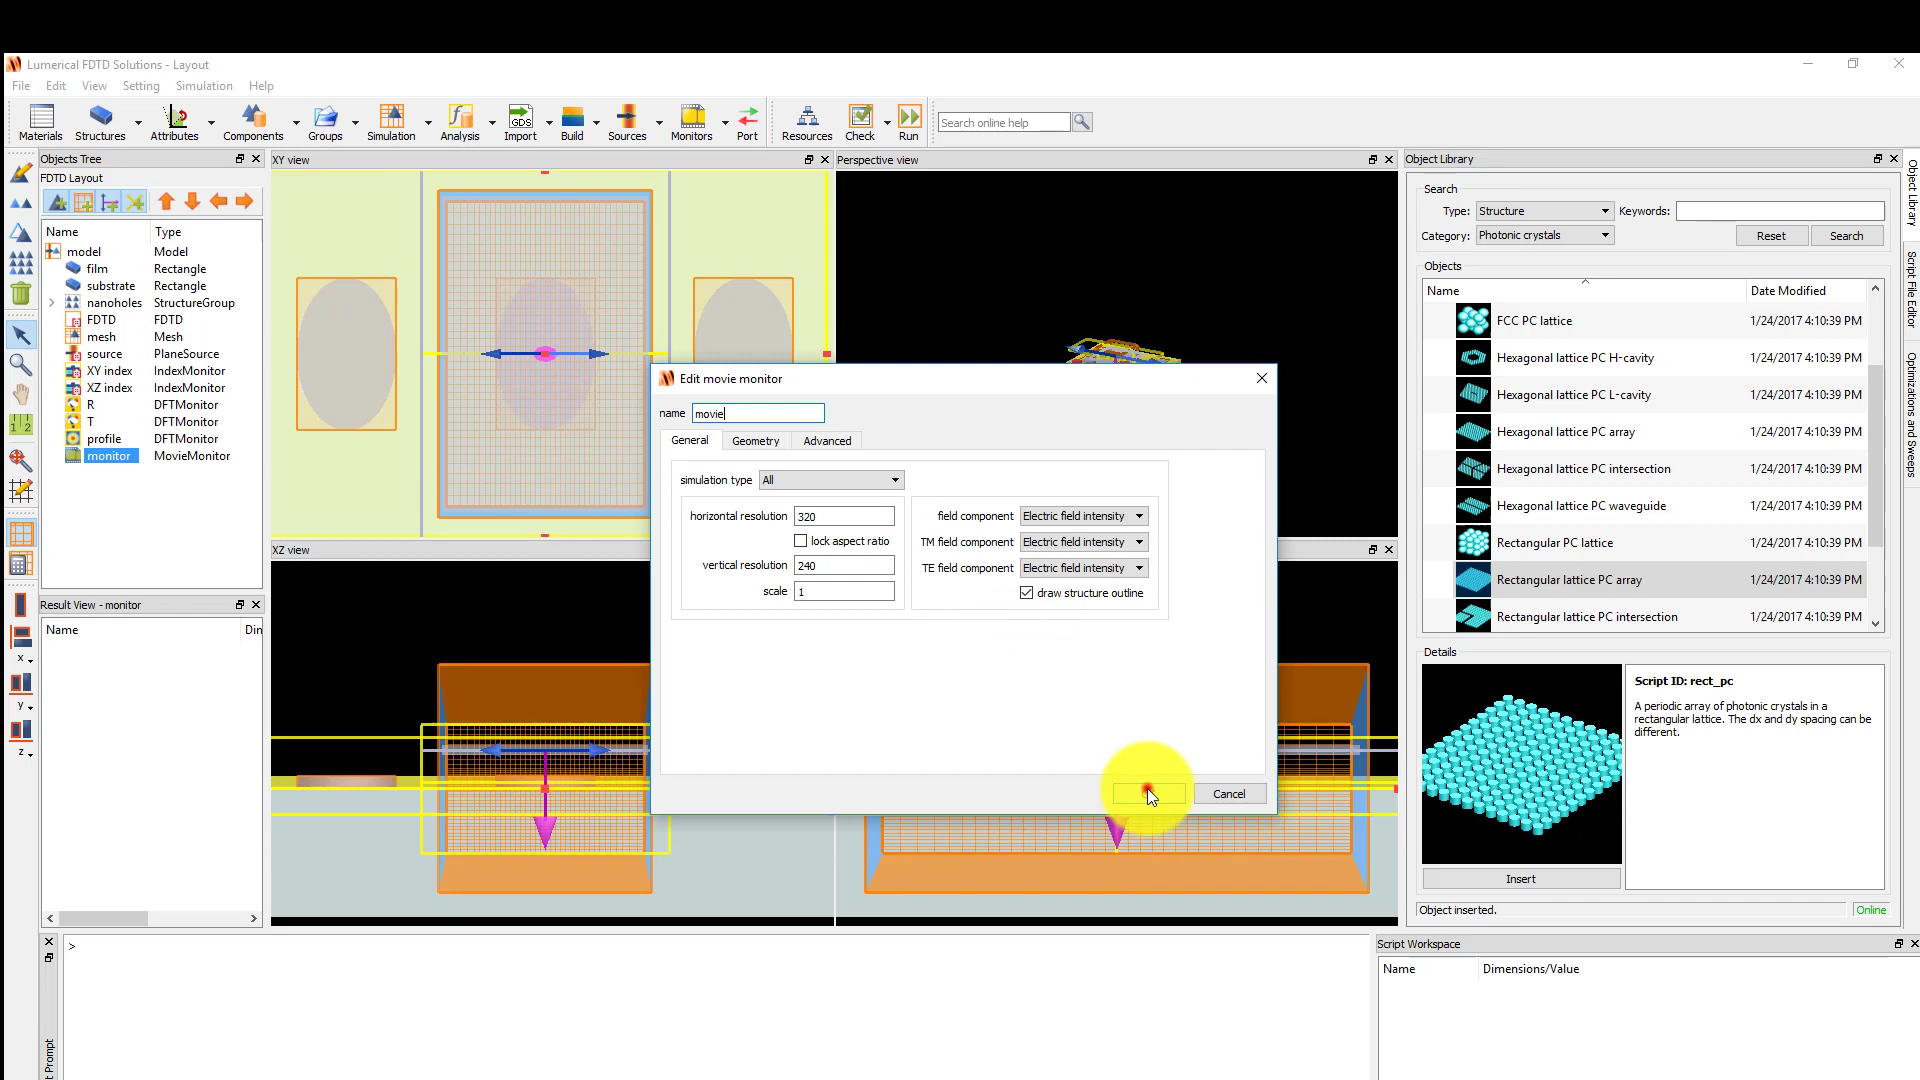 Lumerical FDTD Solutions - Layout
File Edit View Setting Simulation Help
Materials Structures Attributes Components Groups Simulation Analysis Import Build Sources Monitors Port Resources Check Run
GDS
Search online help
Objects Tree
FDTD Layout
Name Type
model Model
film Rectangle
substrate Rectangle
nanoholes StructureGroup
FDTD FDTD
mesh Mesh
source PlaneSource
XY index IndexMonitor
XZ index IndexMonitor
R DFTMonitor
T DFTMonitor
profile DFTMonitor
monitor MovieMonitor
Result View - monitor
Name Din
x
y
z
XY view
Perspective view
XZ view
Edit movie monitor
name movie
General Geometry Advanced
simulation type All
horizontal resolution 320
lock aspect ratio
vertical resolution 240
scale 1
field component Electric field intensity
TM field component Electric field intensity
TE field component Electric field intensity
draw structure outline
Cancel
Object Library
Search
Type: Structure Keywords:
Category: Photonic crystals Reset Search
Objects
Name Date Modified
FCC PC lattice 1/24/2017 4:10:39 PM
Hexagonal lattice PC H-cavity 1/24/2017 4:10:39 PM
Hexagonal lattice PC L-cavity 1/24/2017 4:10:39 PM
Hexagonal lattice PC array 1/24/2017 4:10:39 PM
Hexagonal lattice PC intersection 1/24/2017 4:10:39 PM
Hexagonal lattice PC waveguide 1/24/2017 4:10:39 PM
Rectangular PC lattice 1/24/2017 4:10:39 PM
Rectangular lattice PC array 1/24/2017 4:10:39 PM
Rectangular lattice PC intersection 1/24/2017 4:10:39 PM
Details
Script ID: rect_pc
A periodic array of photonic crystals in a
rectangular lattice. The dx and dy spacing can be
different.
Insert
Object inserted. Online
Object Library
Script File Editor
Optimizations and Sweeps
>
t Prompt
Script Workspace
Name Dimensions/Value